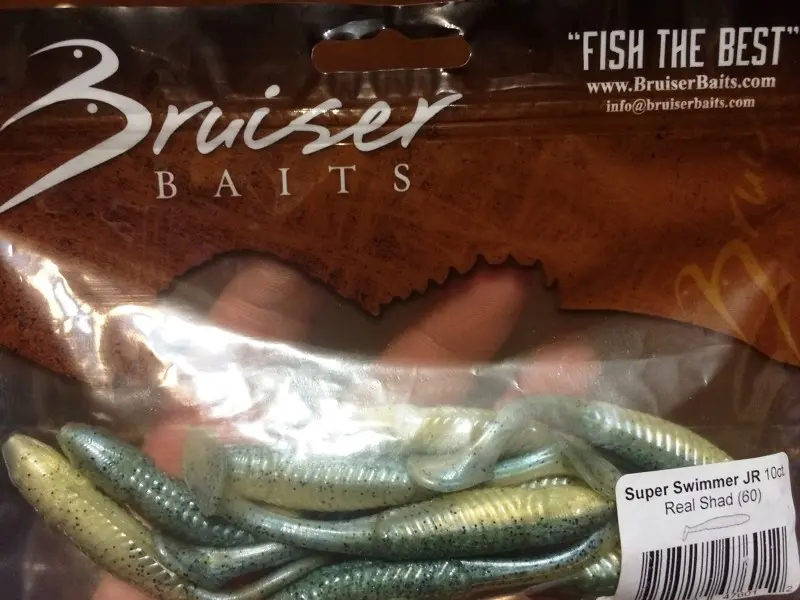 Bruiser
BAITS
"FISH THE BEST"
www.BruiserBaits.com
info@bruiserbaits.com
Super Swimmer JR 10ct
Real Shad (60)